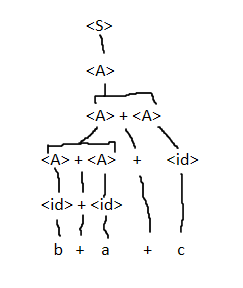 <S>
<A>
<A> + <A>
<A> + <A> + <id>
<id> + <id>
b + a + c